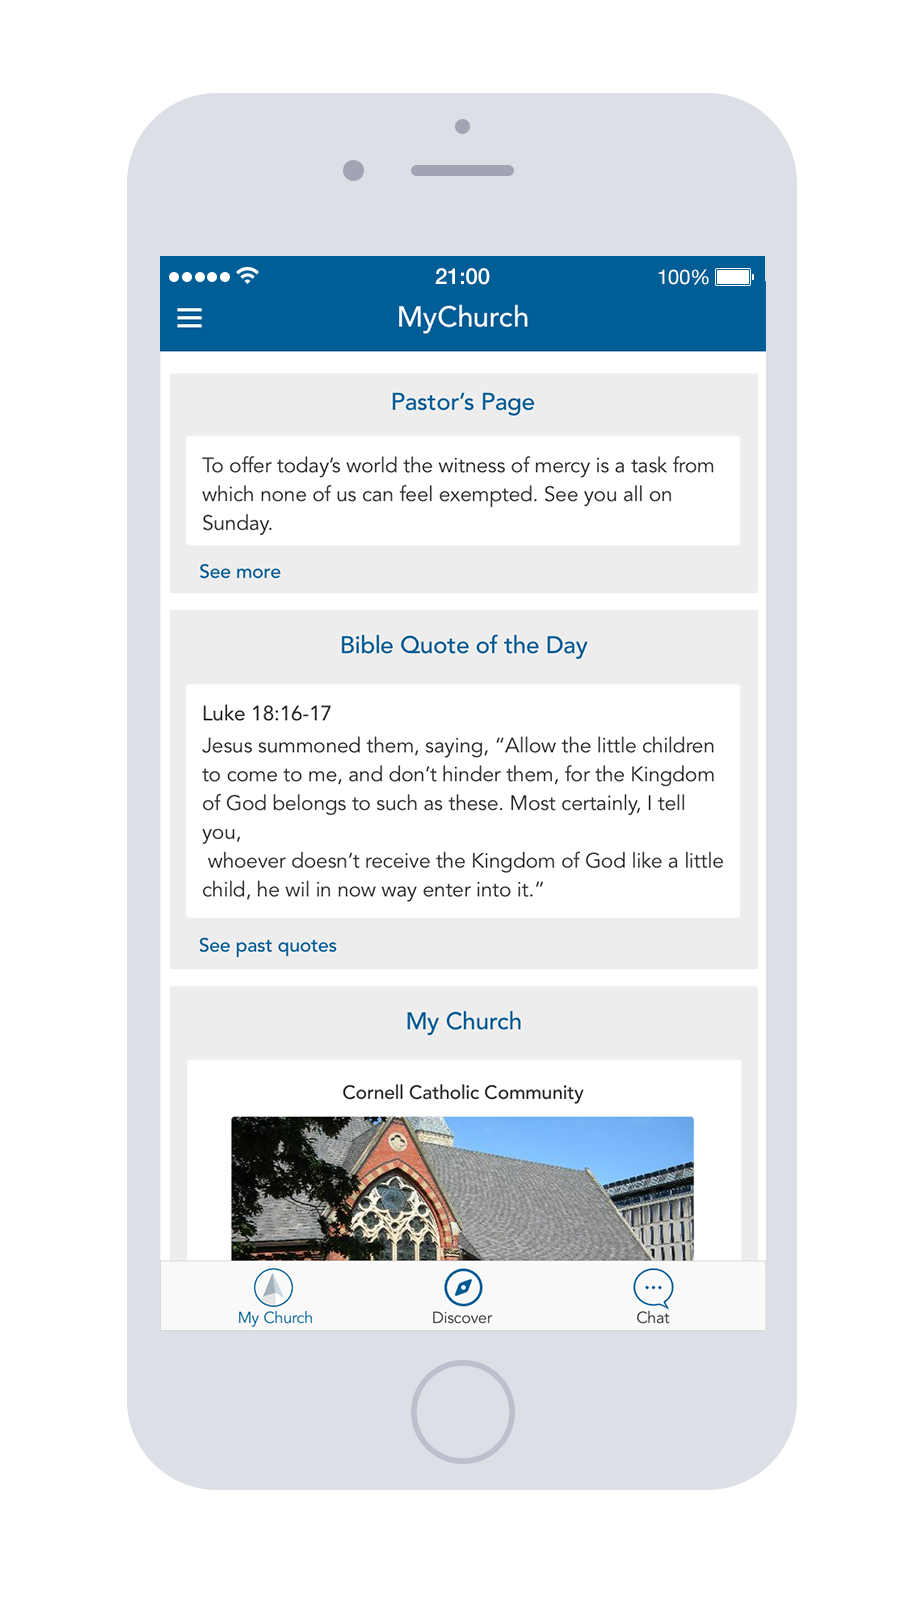 21:00
100%
MyChurch
Pastor’s Page
To offer today’s world the witness of mercy is a task from
which none of us can feel exempted. See you all on
Sunday.
See more
Bible Quote of the Day
Luke 18:16-17
Jesus summoned them, saying, “Allow the little children
to come to me, and don’t hinder them, for the Kingdom
of God belongs to such as these. Most certainly, I tell
you,
whoever doesn’t receive the Kingdom of God like a little
child, he wil in now way enter into it.”
See past quotes
My Church
Cornell Catholic Community
My Church
Discover
Chat